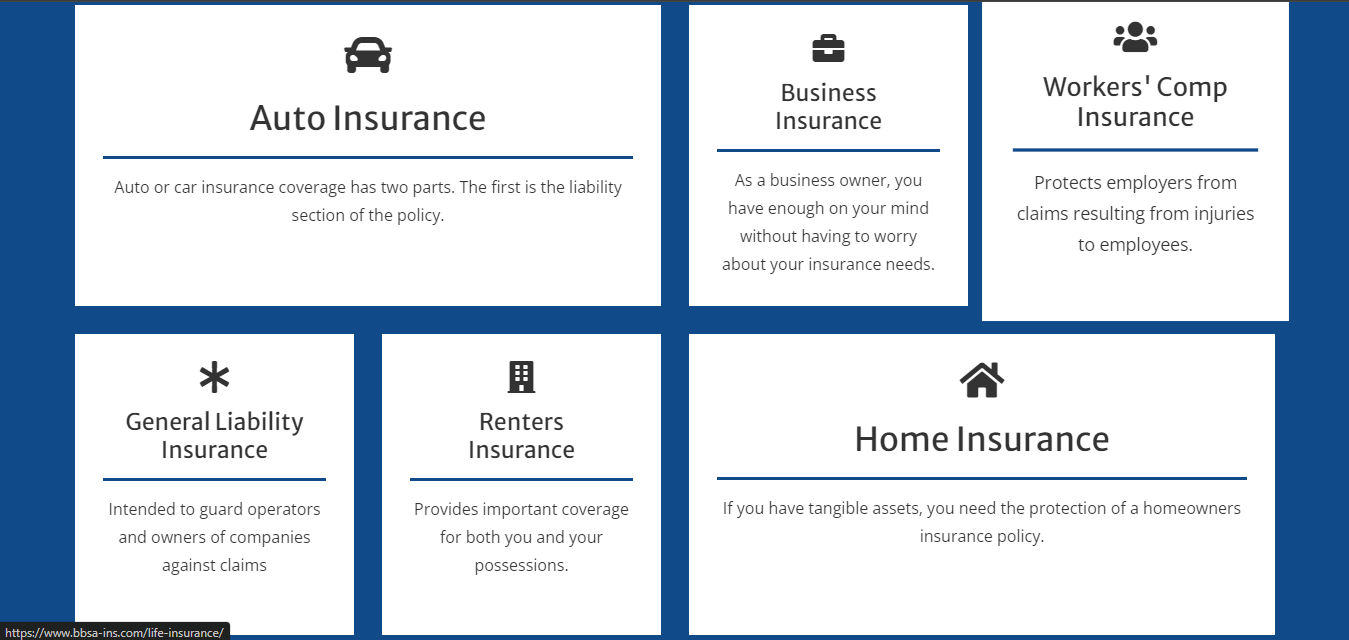 Auto Insurance
Auto or car insurance coverage has two parts. The first is the liability
section of the policy.
Business
Insurance
As a business owner, you
have enough on your mind
without having to worry
about your insurance needs.
Workers' Comp
Insurance
Protects employers from
claims resulting from injuries
to employees.
General Liability
Insurance
Intended to guard operators
and owners of companies
against claims
Renters
Insurance
Provides important coverage
for both you and your
possessions.
Home Insurance
If you have tangible assets, you need the protection of a homeowners
insurance policy.
https://www.bbsa-ins.com/life-insurance/